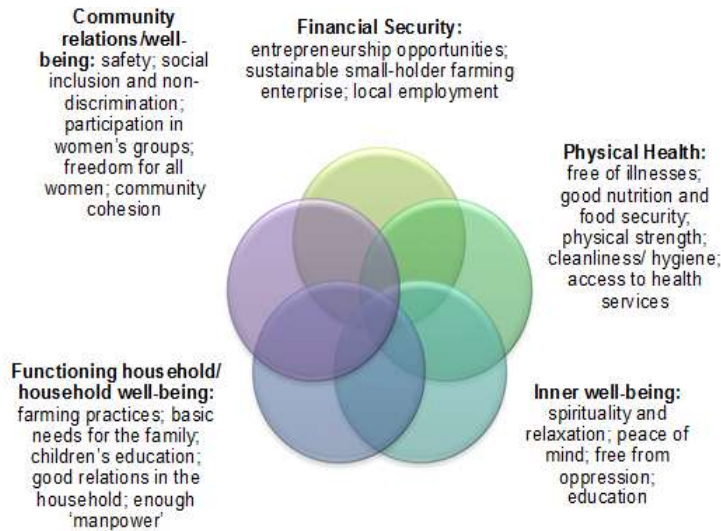 Community
relations/well-
being: safety; social
inclusion and non-
discrimination;
participation in
women's groups;
freedom for all
women; community
cohesion
Financial Security:
entrepreneurship opportunities;
sustainable small-holder farming
enterprise; local employment
Physical Health:
free of illnesses;
good nutrition and
food security;
physical strength;
cleanliness/ hygiene;
access to health
services
Functioning household/
household well-being:
farming practices; basic
needs for the family;
children's education;
good relations in the
household; enough
'manpower'
Inner well-being:
spirituality and
relaxation; peace of
mind; free from
oppression;
education